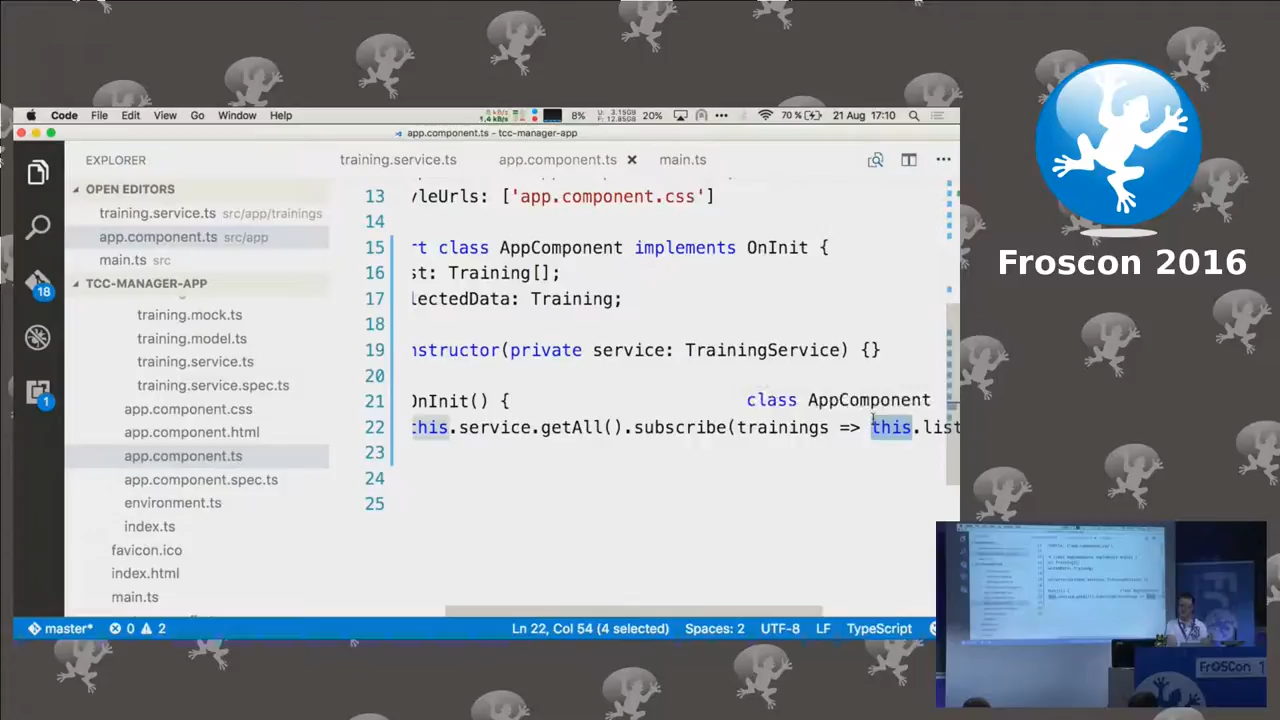 Code File Edit View Go Window Help 8% 20% 70% 21 Aug 17:10
app.component.ts - tcc-manager-app
EXPLORER
OPEN EDITORS
training.service.ts src/app/trainings
app.component.ts src/app
main.ts src
TCC-MANAGER-APP
training.mock.ts
training.model.ts
training.service.ts
training.service.spec.ts
app.component.css
app.component.html
app.component.ts
app.component.spec.ts
environment.ts
index.ts
favicon.ico
index.html
main.ts
18
1
training.service.ts app.component.ts main.ts
13 yleUrls: ['app.component.css']
14
15 rt class AppComponent implements OnInit {
16 st: Training[];
17 lectedData: Training;
18
19 nstructor(private service: TrainingService) {}
20
21 OnInit() {
class AppComponent
22 this.service.getAll().subscribe(trainings => this.list
23
24
25
master* 0 2 Ln 22, Col 54 (4 selected) Spaces: 2 UTF-8 LF TypeScript
Froscon 2016
FrOSCon 1